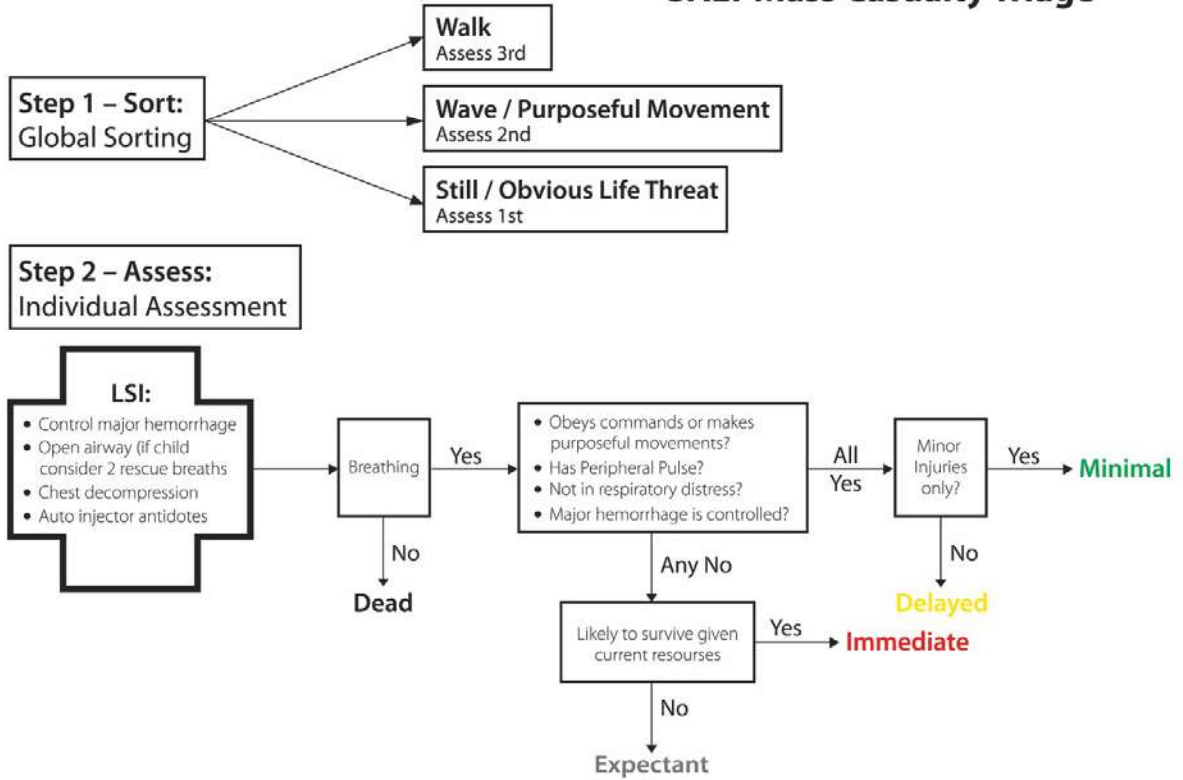 Mass Casualty Triage
Walk
Assess 3rd
Step 1 – Sort:
Global Sorting
Wave / Purposeful Movement
Assess 2nd
Still / Obvious Life Threat
Assess 1st
Step 2 – Assess:
Individual Assessment
LSI:
• Control major hemorrhage
• Open airway (if child
consider 2 rescue breaths
• Chest decompression
• Auto injector antidotes
Breathing
Yes
No
Dead
• Obeys commands or makes
purposeful movements?
• Has Peripheral Pulse?
• Not in respiratory distress?
• Major hemorrhage is controlled?
All
Yes
Minor
Injuries
only?
Yes
Minimal
No
Delayed
Any No
Likely to survive given
current resourses
Yes
Immediate
No
Expectant